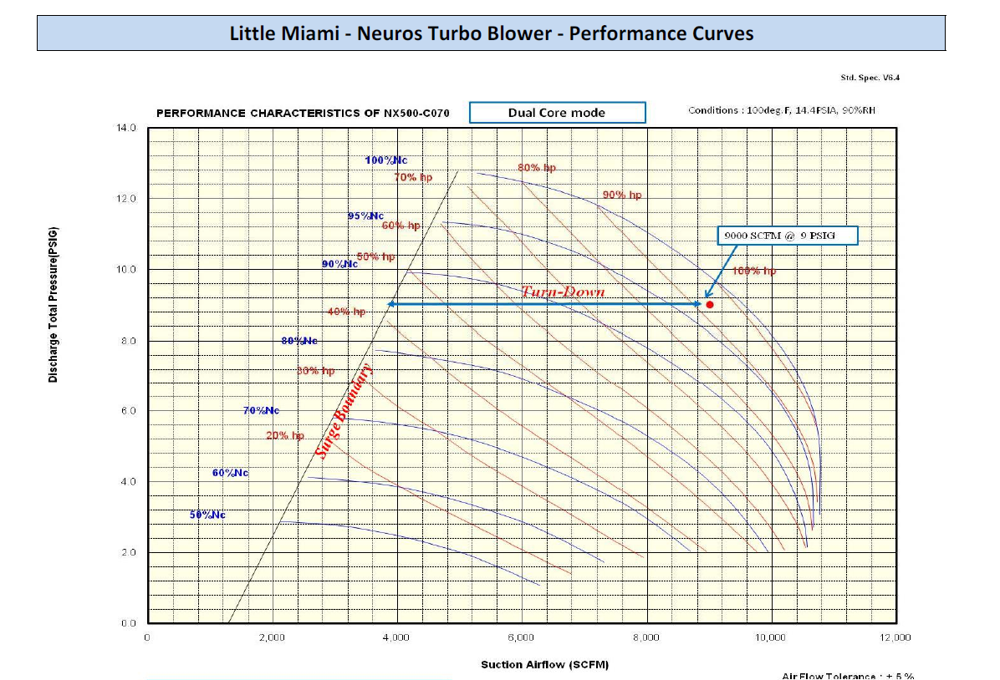 Little Miami - Neuros Turbo Blower - Performance Curves
Std. Spec. V6.4
PERFORMANCE CHARACTERISTICS OF NX500-C070
Dual Core mode
Conditions : 100deg.F, 14.4PSIA, 90%RH
14.0
100%Nc
80% hp
70% hp
90% hp
12.0
95%Nc
60% hp
9000 SCFM @ 9 PSIG
50% hp
90%Nc
10.0
100% hp
Turn-Down
40% hp
80%Nc
8.0
30% hp
Surge Boundary
70%Nc
6.0
20% hp
60%Nc
4.0
50%Nc
2.0
0.0
Discharge Total Pressure(PSIG)
0
2,000
4,000
6,000
8,000
10,000
12,000
Suction Airflow (SCFM)
Air Flow Tolerance : ± 5 %